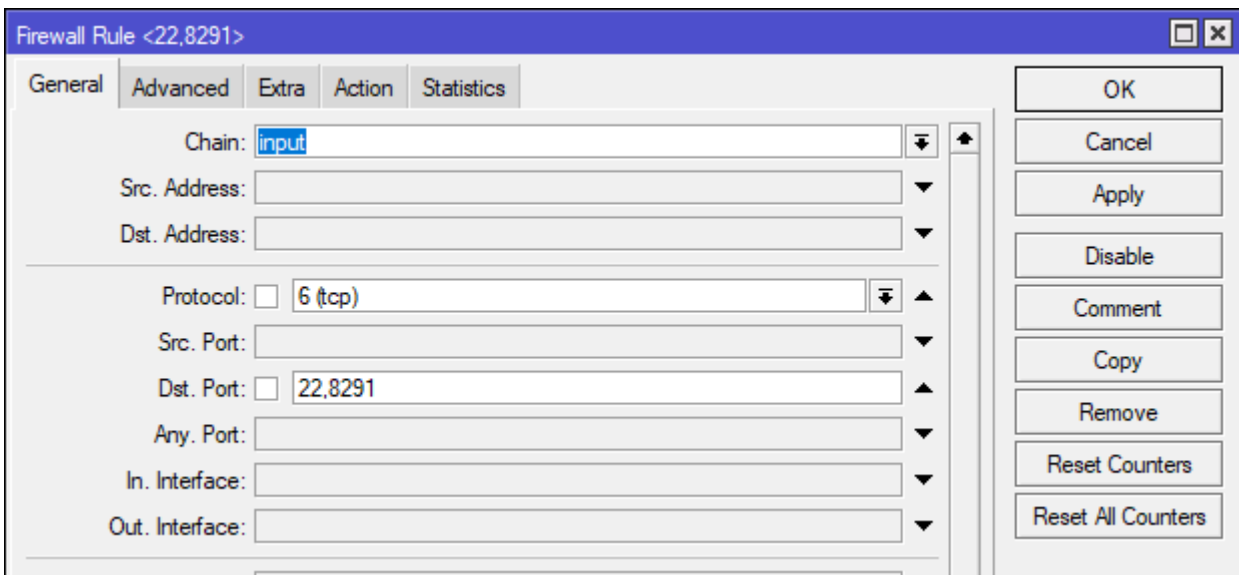 Firewall Rule <22,8291>
General Advanced Extra Action Statistics
OK
Chain: input
Cancel
Src. Address:
Apply
Dst. Address:
Disable
Protocol: 6 (tcp)
Comment
Src. Port:
Copy
Dst. Port: 22,8291
Remove
Any. Port:
Reset Counters
In. Interface:
Reset All Counters
Out. Interface: